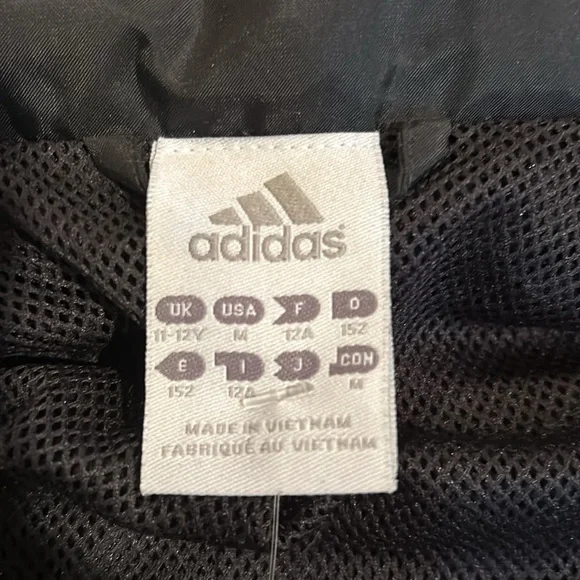 adidas
UK USA F D
11-12Y M 12A 152
E I J CDN
152 12A M
MADE IN VIETNAM
FABRIQUÉ AU VIETNAM